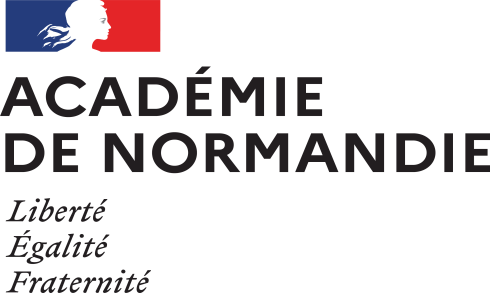 ACADÉMIE
DE NORMANDIE
Liberté
Égalité
Fraternité